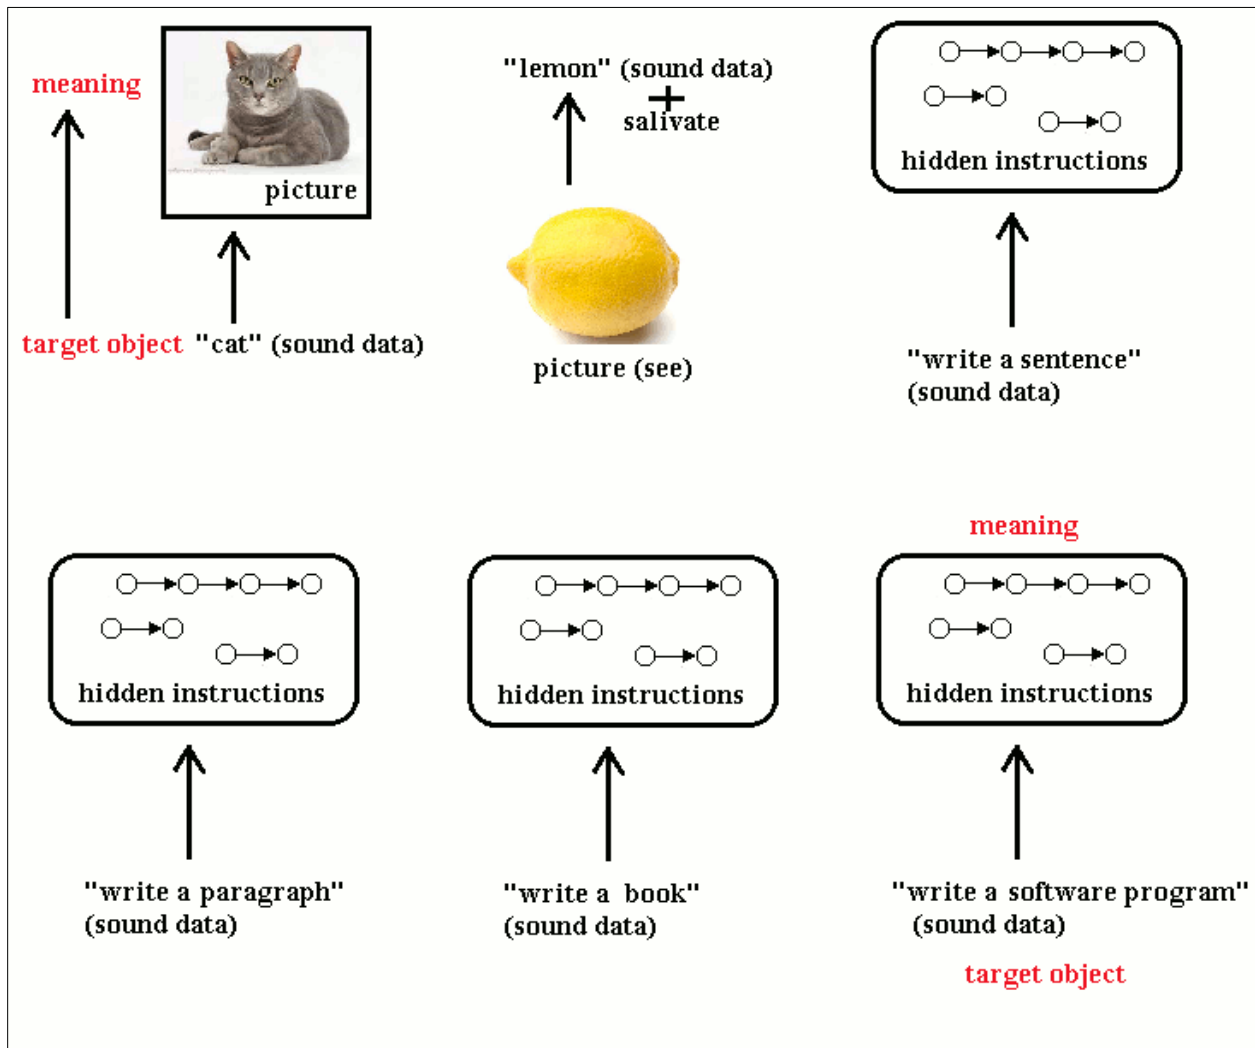 meaning
picture
target object "cat" (sound data)
"lemon" (sound data)
salivate
picture (see)
hidden instructions
"write a sentence"
(sound data)
hidden instructions
"write a paragraph"
(sound data)
hidden instructions
"write a book"
(sound data)
meaning
hidden instructions
"write a software program"
(sound data)
target object